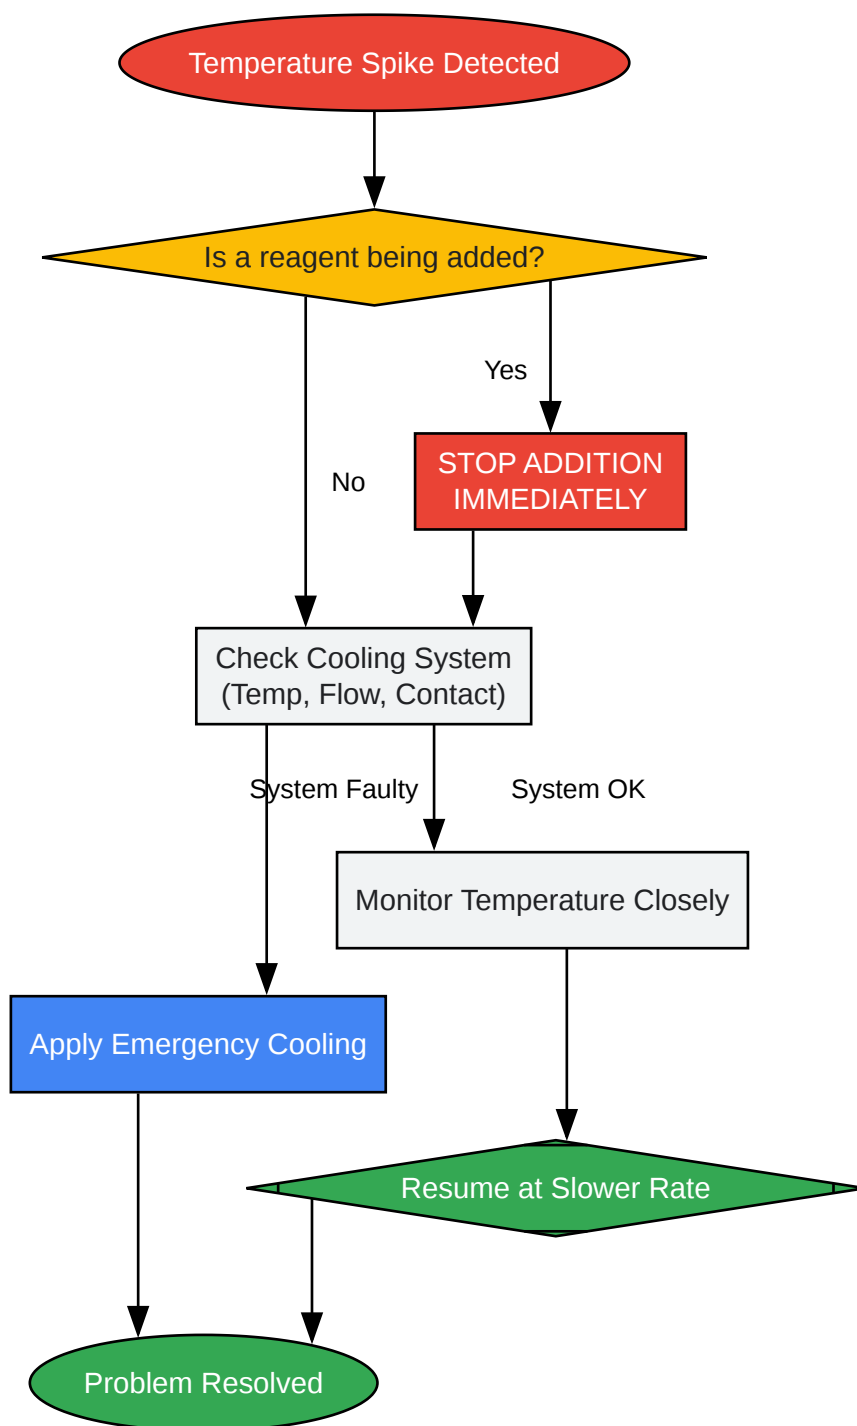 Temperature Spike Detected
Is a reagent being added?
Yes
STOP ADDITION
IMMEDIATELY
No
Check Cooling System
(Temp, Flow, Contact)
System Faulty
System OK
Monitor Temperature Closely
Apply Emergency Cooling
Resume at Slower Rate
Problem Resolved